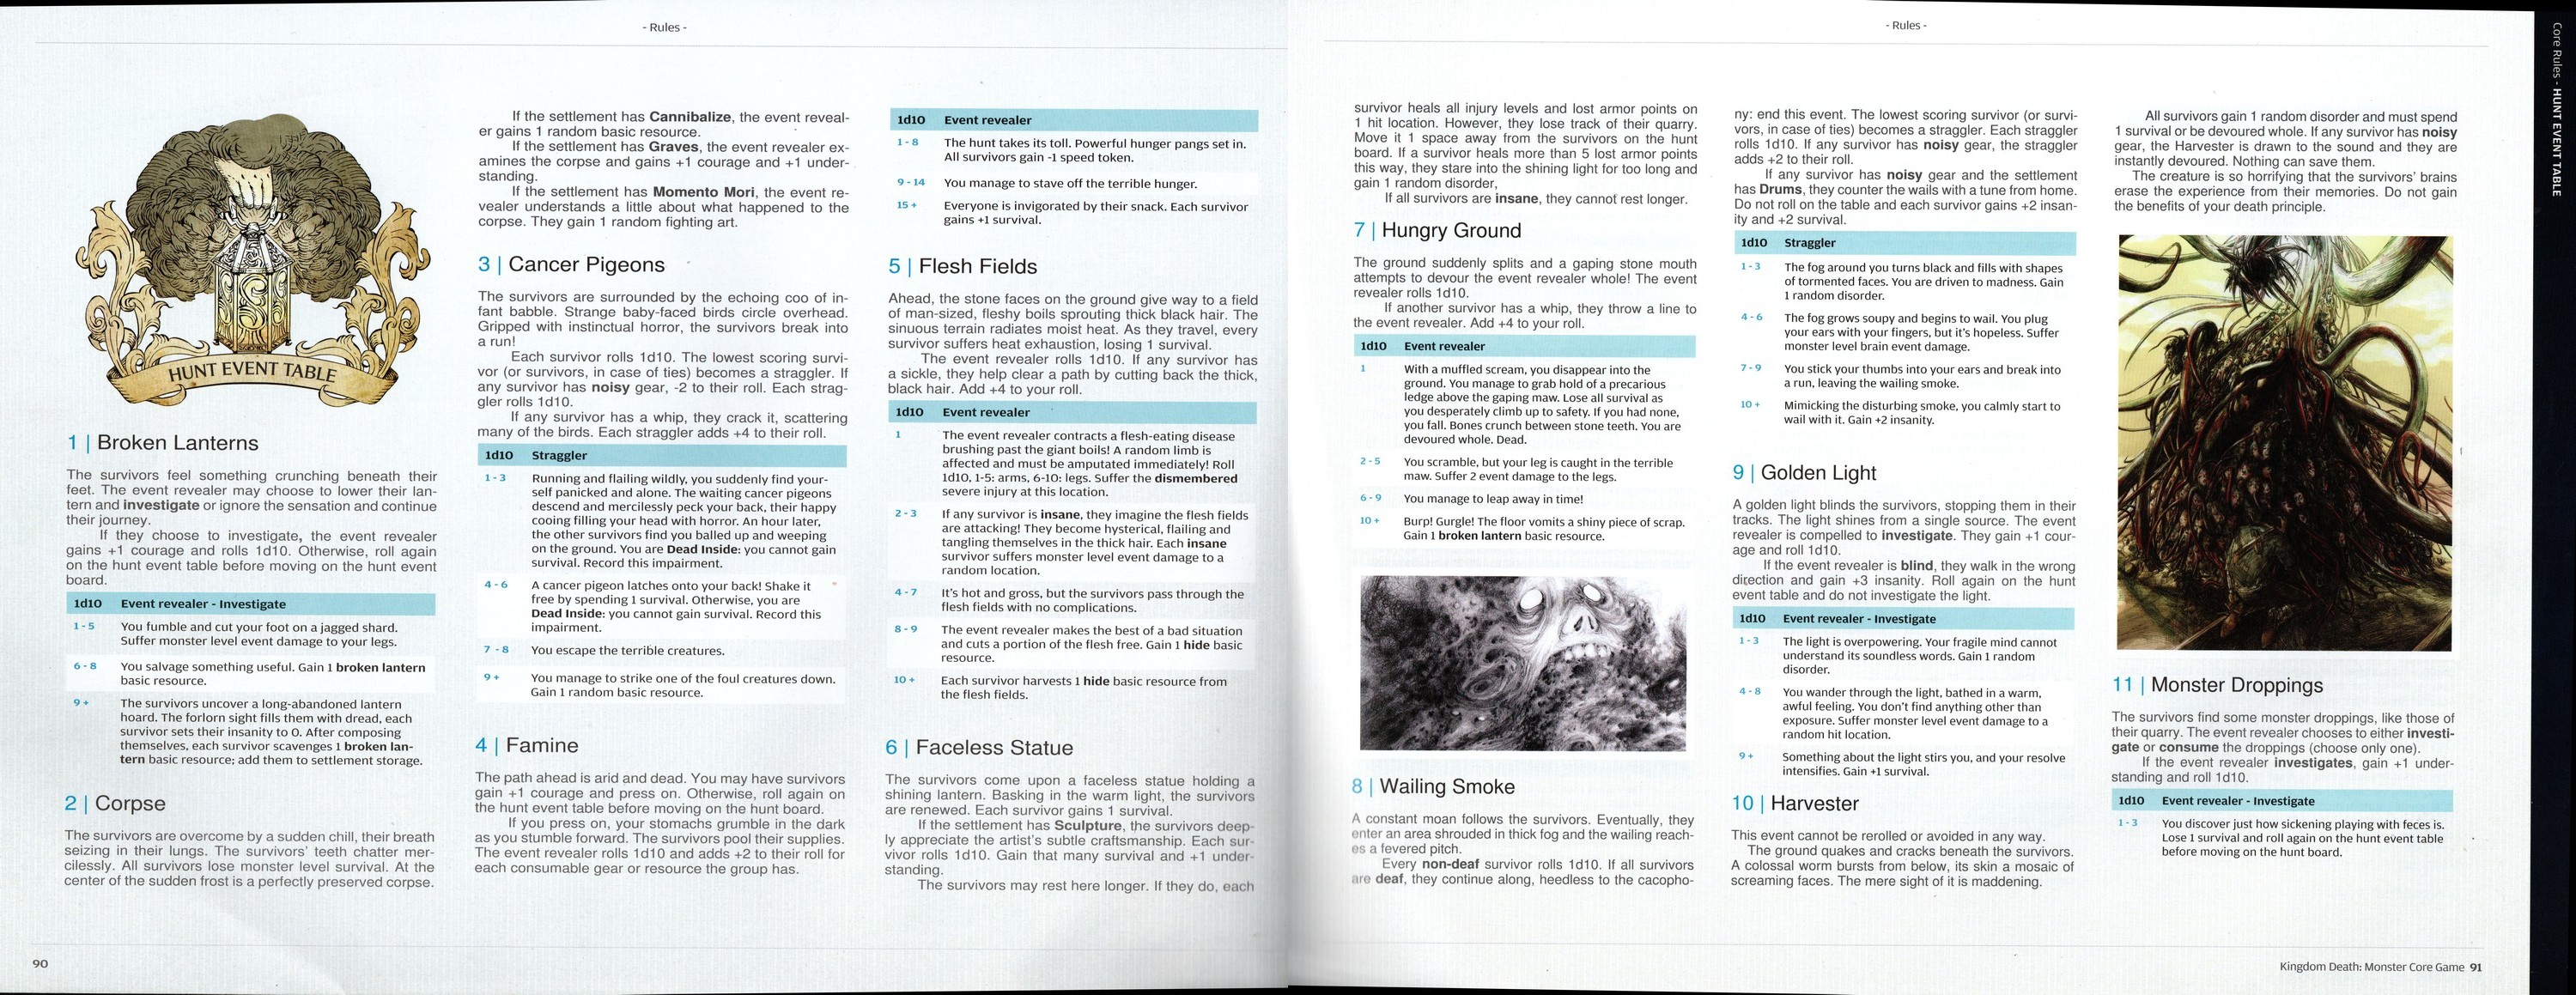 - Rules -
HUNT EVENT TABLE
1 | Broken Lanterns
The survivors feel something crunching beneath their
feet. The event revealer may choose to lower their lan-
tern and investigate or ignore the sensation and continue
their journey.
If they choose to investigate, the event revealer
gains +1 courage and rolls 1d10. Otherwise, roll again
on the hunt event table before moving on the hunt event
board.
1d10 Event revealer - Investigate
1 - 5 You fumble and cut your foot on a jagged shard.
Suffer monster level event damage to your legs.
6 - 8 You salvage something useful. Gain 1 broken lantern
basic resource.
9 + The survivors uncover a long-abandoned lantern
hoard. The forlorn sight fills them with dread, each
survivor sets their insanity to 0. After composing
themselves, each survivor scavenges 1 broken lan-
tern basic resource; add them to settlement storage.
2 | Corpse
The survivors are overcome by a sudden chill, their breath
seizing in their lungs. The survivors' teeth chatter mer-
cilessly. All survivors lose monster level survival. At the
center of the sudden frost is a perfectly preserved corpse.
If the settlement has Cannibalize, the event reveal-
er gains 1 random basic resource.
If the settlement has Graves, the event revealer ex-
amines the corpse and gains +1 courage and +1 under-
standing.
If the settlement has Momento Mori, the event re-
vealer understands a little about what happened to the
corpse. They gain 1 random fighting art.
3 | Cancer Pigeons
The survivors are surrounded by the echoing coo of in-
fant babble. Strange baby-faced birds circle overhead.
Gripped with instinctual horror, the survivors break into
a run!
Each survivor rolls 1d10. The lowest scoring survi-
vor (or survivors, in case of ties) becomes a straggler. If
any survivor has noisy gear, -2 to their roll. Each strag-
gler rolls 1d10.
If any survivor has a whip, they crack it, scattering
many of the birds. Each straggler adds +4 to their roll.
1d10 Straggler
1 - 3 Running and flailing wildly, you suddenly find your-
self panicked and alone. The waiting cancer pigeons
descend and mercilessly peck your back, their happy
cooing filling your head with horror. An hour later,
the other survivors find you balled up and weeping
on the ground. You are Dead Inside: you cannot gain
survival. Record this impairment.
4 - 6 A cancer pigeon latches onto your back! Shake it
free by spending 1 survival. Otherwise, you are
Dead Inside: you cannot gain survival. Record this
impairment.
7 - 8 You escape the terrible creatures.
9 + You manage to strike one of the foul creatures down.
Gain 1 random basic resource.
4 | Famine
The path ahead is arid and dead. You may have survivors
gain +1 courage and press on. Otherwise, roll again on
the hunt event table before moving on the hunt board.
If you press on, your stomachs grumble in the dark
as you stumble forward. The survivors pool their supplies.
The event revealer rolls 1d10 and adds +2 to their roll for
each consumable gear or resource the group has.
1d10 Event revealer
1 - 8 The hunt takes its toll. Powerful hunger pangs set in.
All survivors gain -1 speed token.
9 - 14 You manage to stave off the terrible hunger.
15 + Everyone is invigorated by their snack. Each survivor
gains +1 survival.
5 | Flesh Fields
Ahead, the stone faces on the ground give way to a field
of man-sized, fleshy boils sprouting thick black hair. The
sinuous terrain radiates moist heat. As they travel, every
survivor suffers heat exhaustion, losing 1 survival.
The event revealer rolls 1d10. If any survivor has
a sickle, they help clear a path by cutting back the thick,
black hair. Add +4 to your roll.
1d10 Event revealer
1 The event revealer contracts a flesh-eating disease
brushing past the giant boils! A random limb is
affected and must be amputated immediately! Roll
1d10, 1-5: arms, 6-10: legs. Suffer the dismembered
severe injury at this location.
2 - 3 If any survivor is insane, they imagine the flesh fields
are attacking! They become hysterical, flailing and
tangling themselves in the thick hair. Each insane
survivor suffers monster level event damage to a
random location.
4 - 7 It's hot and gross, but the survivors pass through the
flesh fields with no complications.
8 - 9 The event revealer makes the best of a bad situation
and cuts a portion of the flesh free. Gain 1 hide basic
resource.
10 + Each survivor harvests 1 hide basic resource from
the flesh fields.
6 | Faceless Statue
The survivors come upon a faceless statue holding a
shining lantern. Basking in the warm light, the survivors
are renewed. Each survivor gains 1 survival.
If the settlement has Sculpture, the survivors deep-
ly appreciate the artist's subtle craftsmanship. Each sur-
vivor rolls 1d10. Gain that many survival and +1 under-
standing.
The survivors may rest here longer. If they do, each
90
- Rules -
survivor heals all injury levels and lost armor points on
1 hit location. However, they lose track of their quarry.
Move it 1 space away from the survivors on the hunt
board. If a survivor heals more than 5 lost armor points
this way, they stare into the shining light for too long and
gain 1 random disorder,
If all survivors are insane, they cannot rest longer.
7 | Hungry Ground
The ground suddenly splits and a gaping stone mouth
attempts to devour the event revealer whole! The event
revealer rolls 1d10.
If another survivor has a whip, they throw a line to
the event revealer. Add +4 to your roll.
1d10 Event revealer
1 With a muffled scream, you disappear into the
ground. You manage to grab hold of a precarious
ledge above the gaping maw. Lose all survival as
you desperately climb up to safety. If you had none,
you fall. Bones crunch between stone teeth. You are
devoured whole. Dead.
2 - 5 You scramble, but your leg is caught in the terrible
maw. Suffer 2 event damage to the legs.
6 - 9 You manage to leap away in time!
10 + Burp! Gurgle! The floor vomits a shiny piece of scrap.
Gain 1 broken lantern basic resource.
8 | Wailing Smoke
A constant moan follows the survivors. Eventually, they
enter an area shrouded in thick fog and the wailing reach-
es a fevered pitch.
Every non-deaf survivor rolls 1d10. If all survivors
are deaf, they continue along, heedless to the cacopho-
ny: end this event. The lowest scoring survivor (or survi-
vors, in case of ties) becomes a straggler. Each straggler
rolls 1d10. If any survivor has noisy gear, the straggler
adds +2 to their roll.
If any survivor has noisy gear and the settlement
has Drums, they counter the wails with a tune from home.
Do not roll on the table and each survivor gains +2 insan-
ity and +2 survival.
1d10 Straggler
1 - 3 The fog around you turns black and fills with shapes
of tormented faces. You are driven to madness. Gain
1 random disorder.
4 - 6 The fog grows soupy and begins to wail. You plug
your ears with your fingers, but it's hopeless. Suffer
monster level brain event damage.
7 - 9 You stick your thumbs into your ears and break into
a run, leaving the wailing smoke.
10 + Mimicking the disturbing smoke, you calmly start to
wail with it. Gain +2 insanity.
9 | Golden Light
A golden light blinds the survivors, stopping them in their
tracks. The light shines from a single source. The event
revealer is compelled to investigate. They gain +1 cour-
age and roll 1d10.
If the event revealer is blind, they walk in the wrong
direction and gain +3 insanity. Roll again on the hunt
event table and do not investigate the light.
1d10 Event revealer - Investigate
1 - 3 The light is overpowering. Your fragile mind cannot
understand its soundless words. Gain 1 random
disorder.
4 - 8 You wander through the light, bathed in a warm,
awful feeling. You don't find anything other than
exposure. Suffer monster level event damage to a
random hit location.
9 + Something about the light stirs you, and your resolve
intensifies. Gain +1 survival.
10 | Harvester
This event cannot be rerolled or avoided in any way.
The ground quakes and cracks beneath the survivors.
A colossal worm bursts from below, its skin a mosaic of
screaming faces. The mere sight of it is maddening.
All survivors gain 1 random disorder and must spend
1 survival or be devoured whole. If any survivor has noisy
gear, the Harvester is drawn to the sound and they are
instantly devoured. Nothing can save them.
The creature is so horrifying that the survivors' brains
erase the experience from their memories. Do not gain
the benefits of your death principle.
11 | Monster Droppings
The survivors find some monster droppings, like those of
their quarry. The event revealer chooses to either investi-
gate or consume the droppings (choose only one).
If the event revealer investigates, gain +1 under-
standing and roll 1d10.
1d10 Event revealer - Investigate
1 - 3 You discover just how sickening playing with feces is.
Lose 1 survival and roll again on the hunt event table
before moving on the hunt board.
Kingdom Death: Monster Core Game 91
Core Rules - HUNT EVENT TABLE